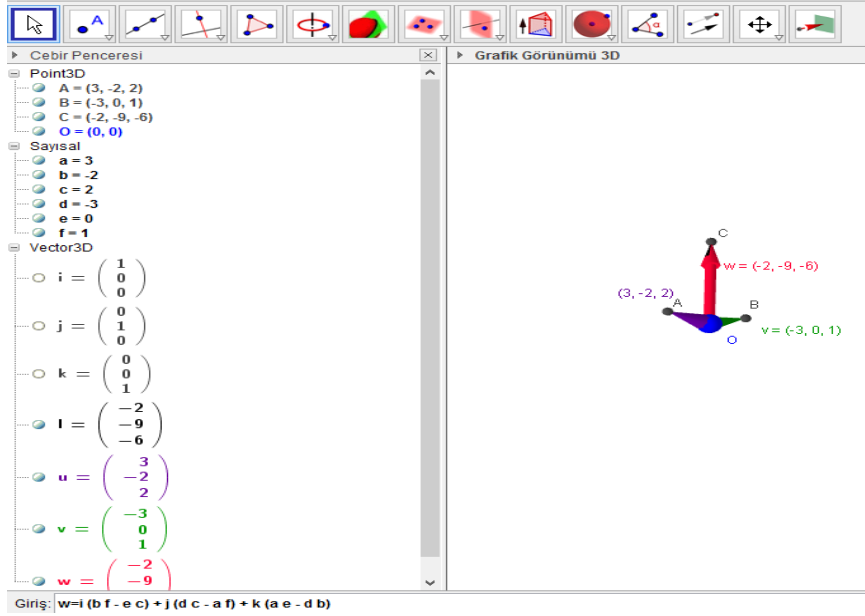 A
α
Cebir Penceresi
Grafik Görünümü 3D
Point3D
A = (3, -2, 2)
B = (-3, 0, 1)
C = (-2, -9, -6)
O = (0, 0)
Sayısal
a = 3
b = -2
c = 2
d = -3
e = 0
f = 1
Vector3D
i = ( 1
0
0 )
j = ( 0
1
0 )
k = ( 0
0
1 )
l = ( -2
-9
-6 )
u = ( 3
-2
2 )
v = ( -3
0
1 )
w = ( -2
-9
C
w = (-2, -9, -6)
(3, -2, 2)
A
B
O
v = (-3, 0, 1)
Giriş: w=i (b f - e c) + j (d c - a f) + k (a e - d b)